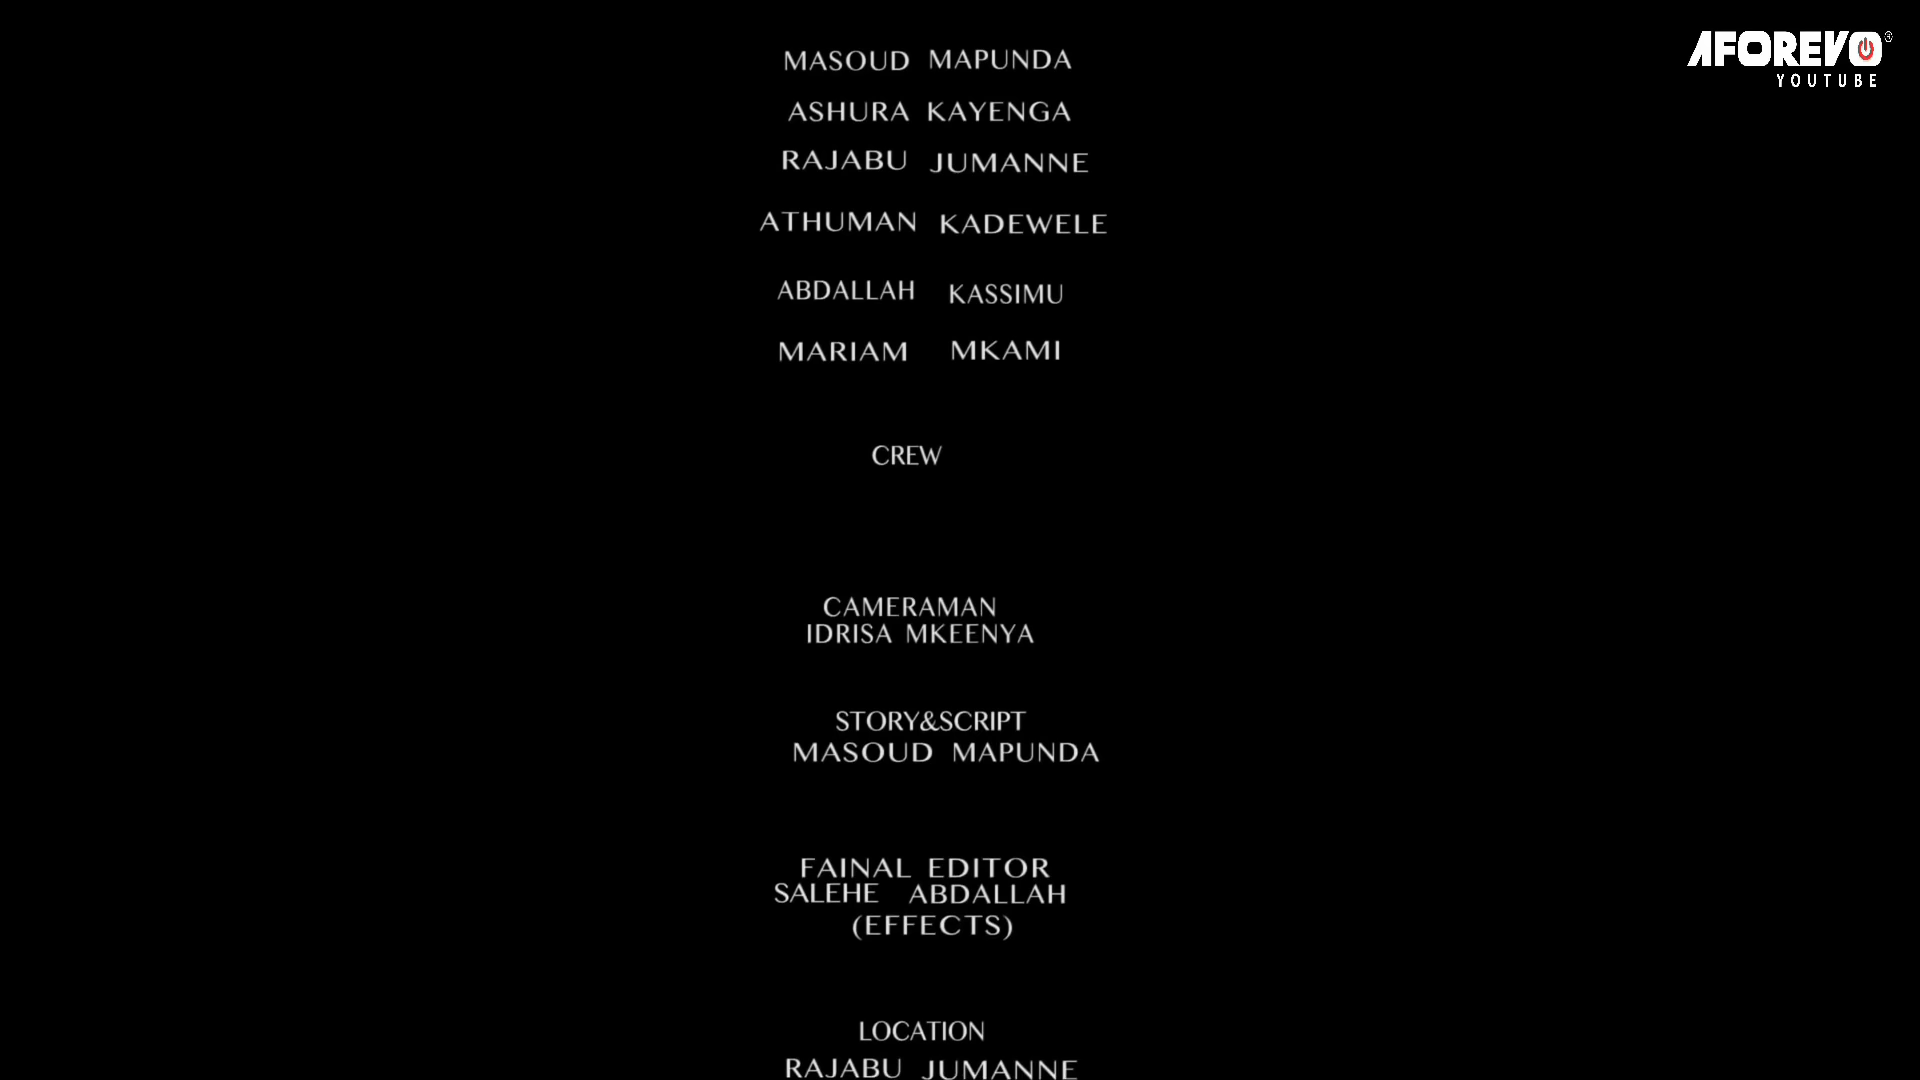 AFOREVO
YOUTUBE
MASOUD MAPUNDA
ASHURA KAYENGA
RAJABU JUMANNE
ATHUMAN KADEWELE
ABDALLAH KASSIMU
MARIAM MKAMI
CREW
CAMERAMAN
IDRISA MKEENYA
STORY&SCRIPT
MASOUD MAPUNDA
FAINAL EDITOR
SALEHE ABDALLAH
(EFFECTS)
LOCATION
RAJABU JUMANNE